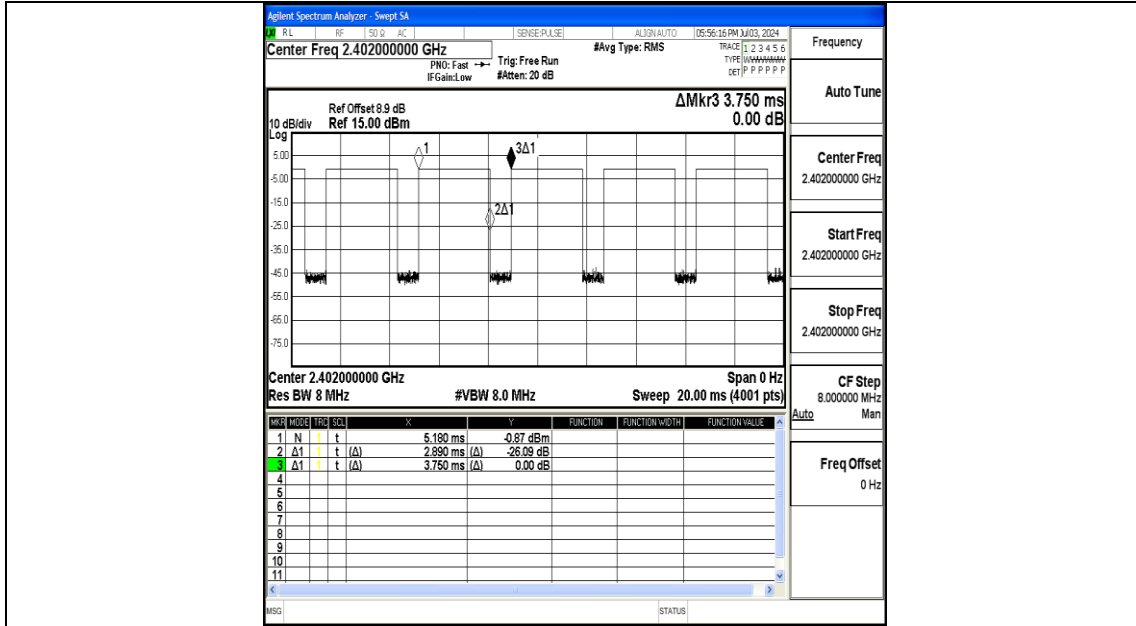 Agilent Spectrum Analyzer - Swept SA
RL RF 50 Ω AC SENSE:PULSE ALIGNAUTO 05:56:16 PM Jul 03, 2024
Center Freq 2.402000000 GHz #Avg Type: RMS TRACE 1 2 3 4 5 6
PNO: Fast Trig: Free Run TYPE
IFGain:Low #Atten: 20 dB DET P P P P P P
Frequency
Auto Tune
Center Freq
2.402000000 GHz
Start Freq
2.402000000 GHz
Stop Freq
2.402000000 GHz
CF Step
8.000000 MHz
Auto Man
Freq Offset
0 Hz
ΔMkr3 3.750 ms
0.00 dB
Ref Offset 8.9 dB
10 dB/div Ref 15.00 dBm
Log
1
3Δ1
2Δ1
5.00
-5.00
-15.0
-25.0
-35.0
-45.0
-55.0
-65.0
-75.0
Center 2.402000000 GHz Span 0 Hz
Res BW 8 MHz #VBW 8.0 MHz Sweep 20.00 ms (4001 pts)
MKR MODE TRC SCL X Y FUNCTION FUNCTION WIDTH FUNCTION VALUE
1 N 1 t 5.180 ms -0.87 dBm
2 Δ1 1 t (Δ) 2.890 ms (Δ) -26.09 dB
3 Δ1 1 t (Δ) 3.750 ms (Δ) 0.00 dB
4
5
6
7
8
9
10
11
MSG STATUS